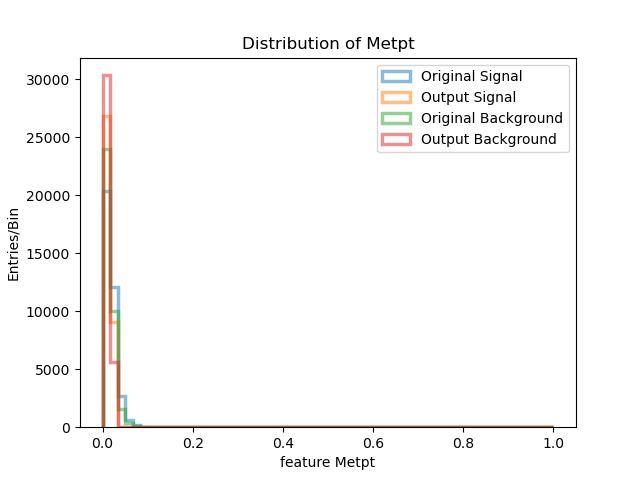 Distribution of Metpt
Original Signal
Output Signal
Original Background
Output Background
Entries/Bin
30000
25000
20000
15000
10000
5000
0
0.0 0.2 0.4 0.6 0.8 1.0
feature Metpt